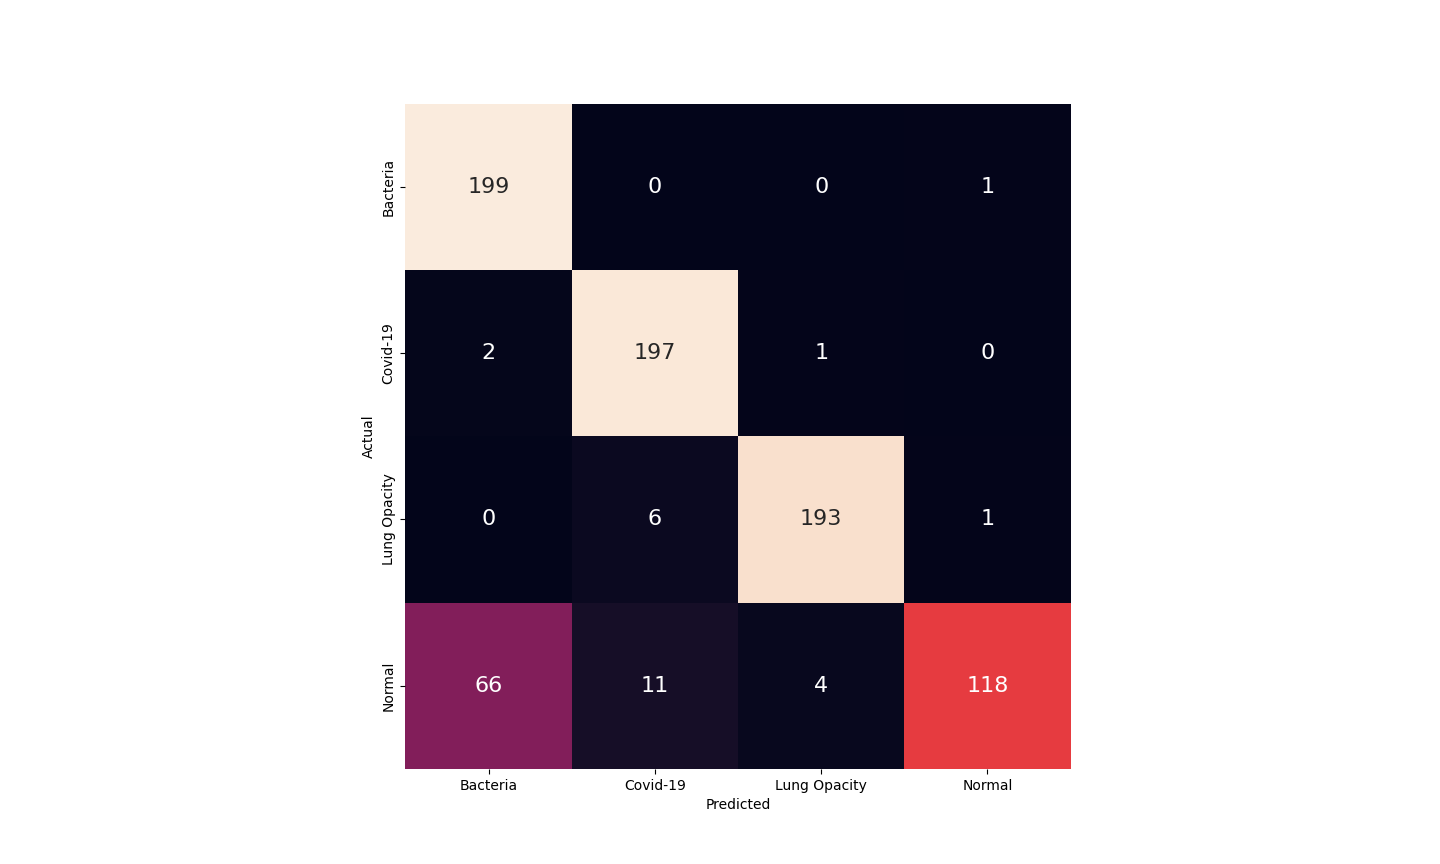 Actual
Bacteria 199 0 0 1
Covid-19 2 197 1 0
Lung Opacity 0 6 193 1
Normal 66 11 4 118
Bacteria Covid-19 Lung Opacity Normal
Predicted